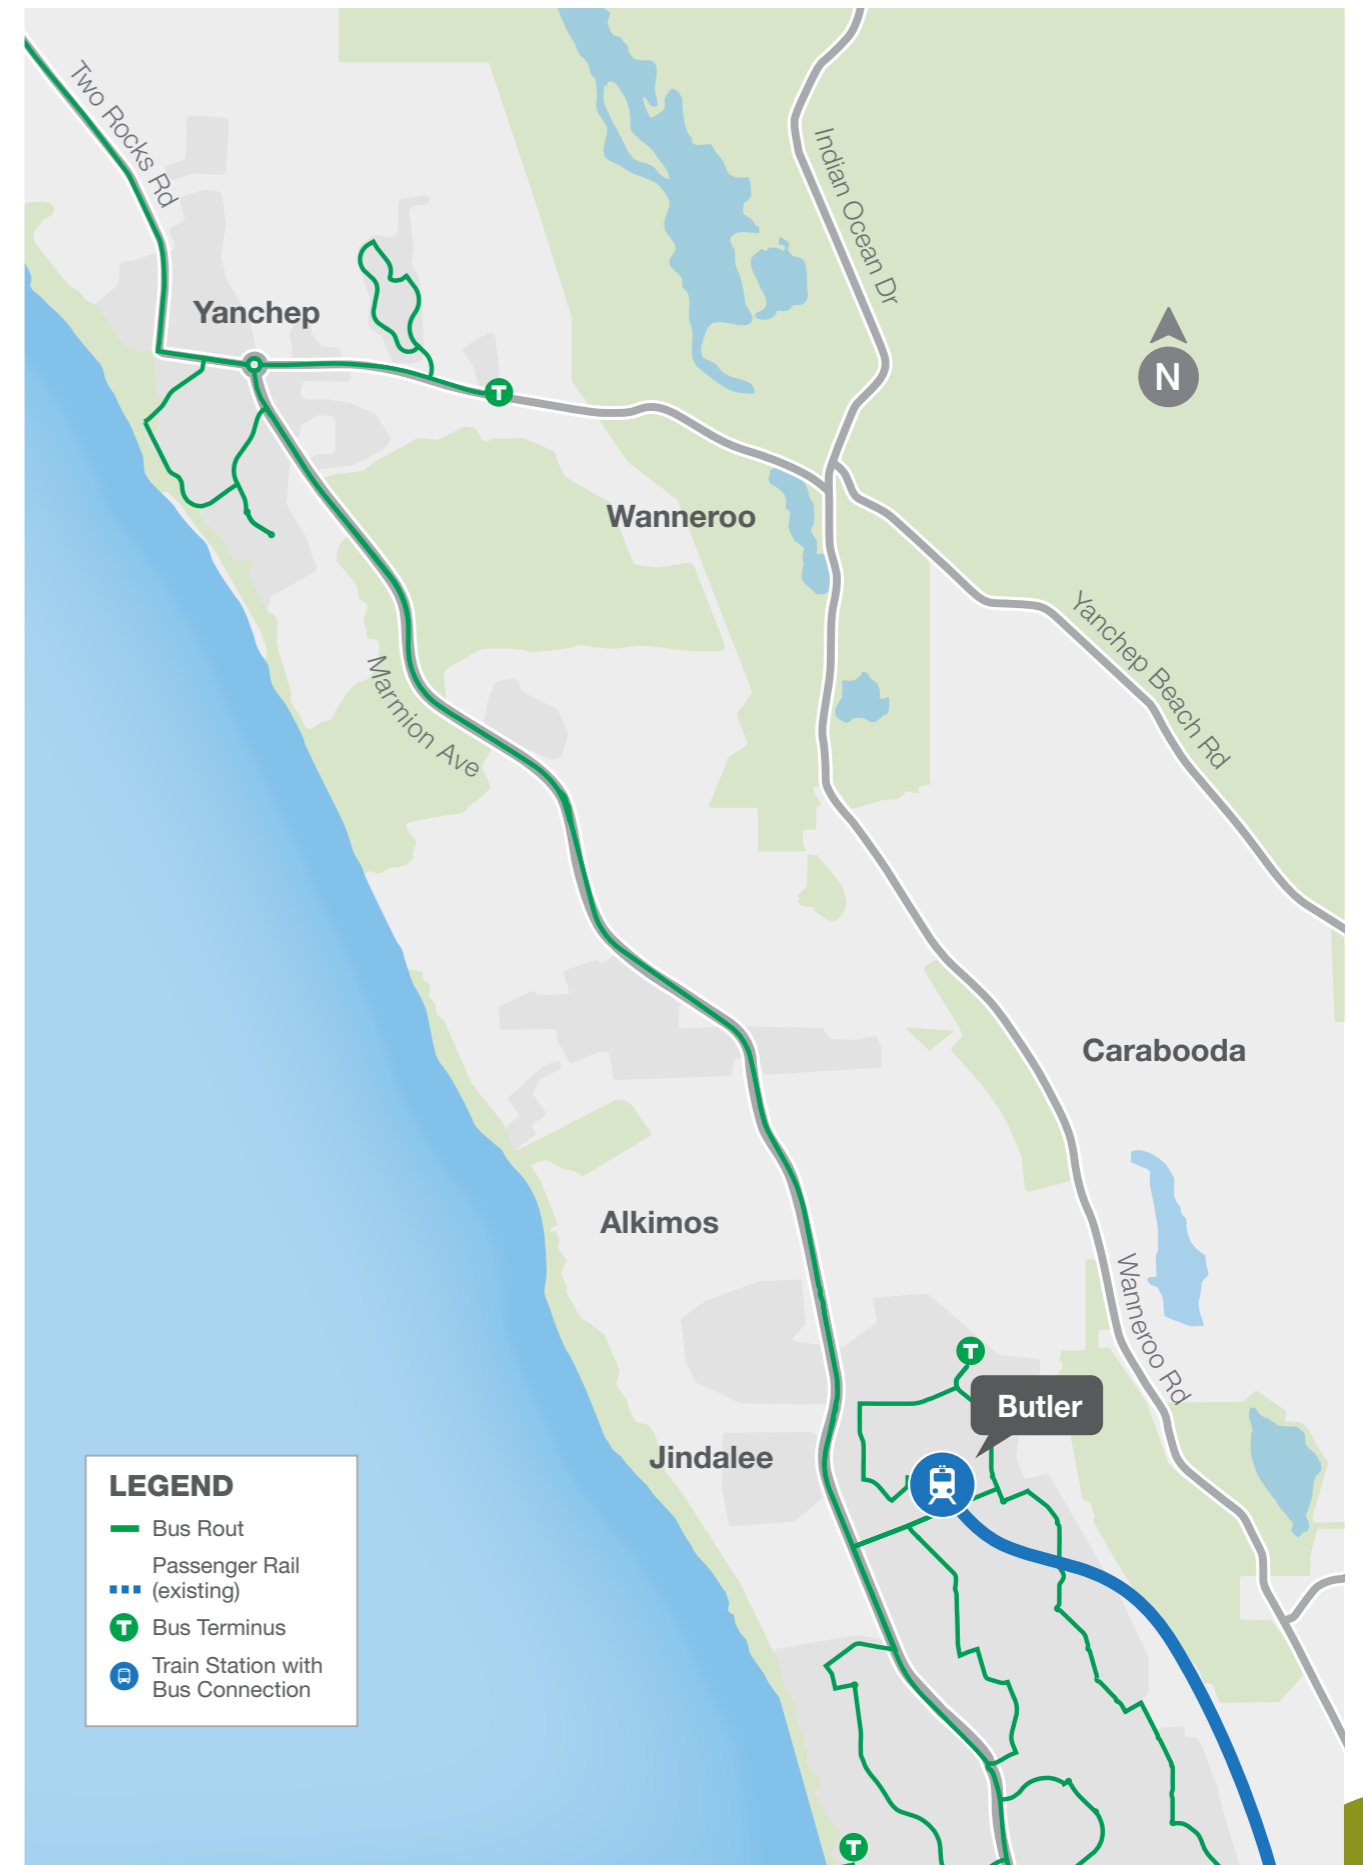 Two Rocks Rd
Indian Ocean Dr
Yanchep
N
T
Wanneroo
Yanchep Beach Rd
Marmion Ave
Carabooda
Alkimos
Wanneroo Rd
T
Butler
Jindalee
LEGEND
Bus Rout
Passenger Rail
(existing)
T Bus Terminus
Train Station with
Bus Connection
T